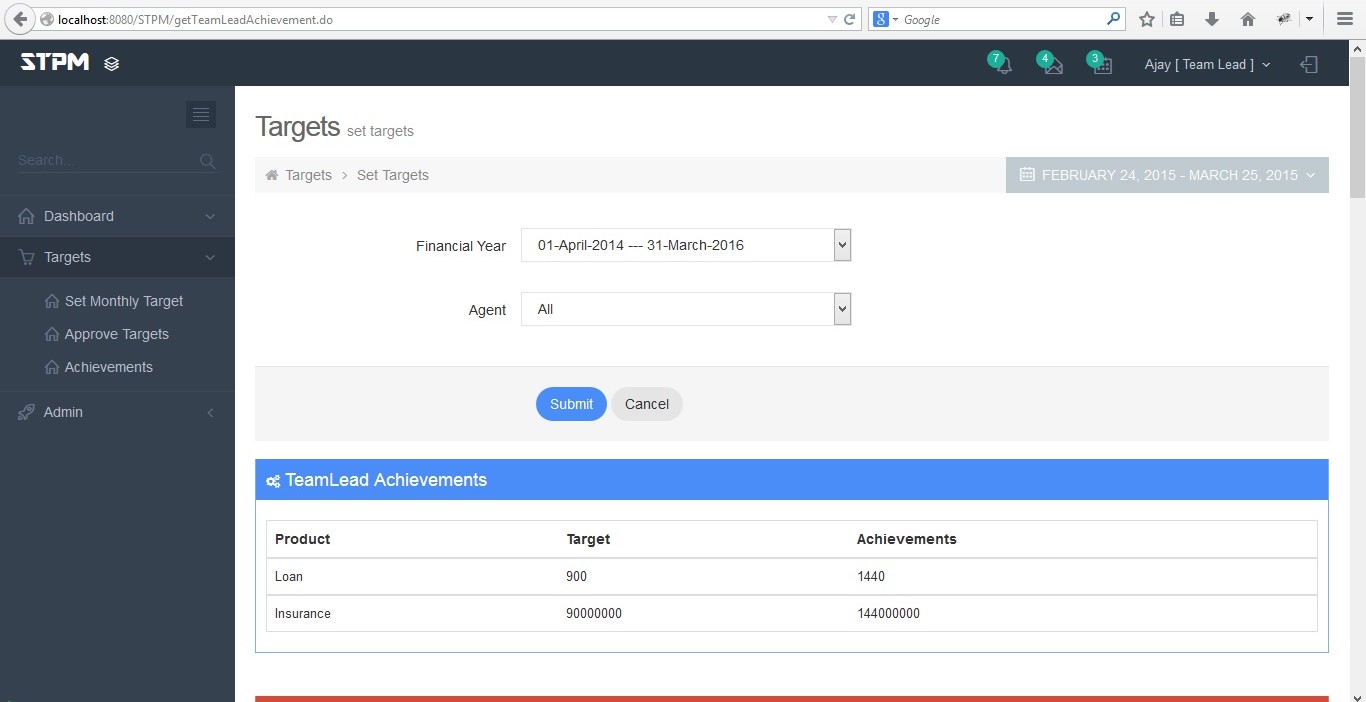 localhost:8080/STPM/getTeamLeadAchievement.do
Google
STPM
7
4
3
Ajay [ Team Lead ]
Search...
Dashboard
Targets
Set Monthly Target
Approve Targets
Achievements
Admin
Targets set targets
Targets > Set Targets
FEBRUARY 24, 2015 - MARCH 25, 2015
Financial Year 01-April-2014 --- 31-March-2016
Agent All
Submit Cancel
TeamLead Achievements
Product Target Achievements
Loan 900 1440
Insurance 90000000 144000000